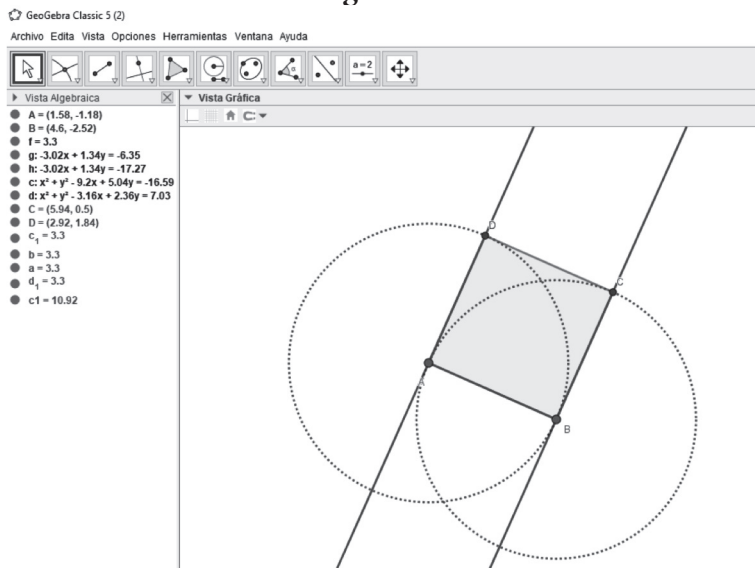 GeoGebra Classic 5 (2)
Archivo Edita Vista Opciones Herramientas Ventana Ayuda
a=2
Vista Algebraica
Vista Gráfica
A = (1.58, -1.18)
B = (4.6, -2.52)
f = 3.3
g: -3.02x + 1.34y = -6.35
h: -3.02x + 1.34y = -17.27
c: x² + y² - 9.2x + 5.04y = -16.59
d: x² + y² - 3.16x + 2.36y = 7.03
C = (5.94, 0.5)
D = (2.92, 1.84)
c₁ = 3.3
b = 3.3
a = 3.3
d₁ = 3.3
c1 = 10.92
D
C
A
B